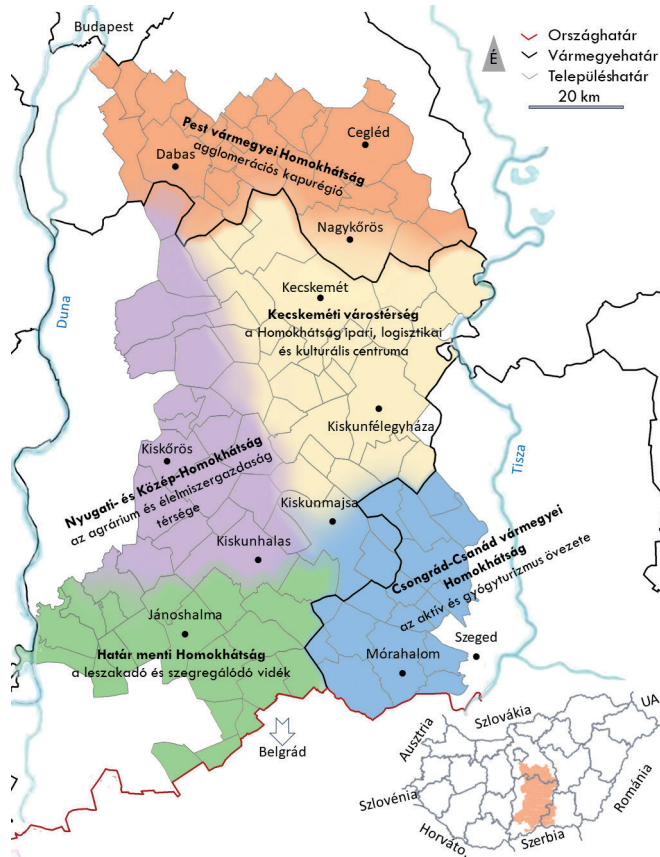 Budapest
É
Országhatár
Vármegyehatár
Településhatár
20 km
Pest vármegyei Homokhátság
agglomerációs kapurégió
Cegléd
Dabas
Nagykőrös
Duna
Kecskemét
Kecskeméti várostérség
a Homokhátság ipari, logisztikai
és kulturális centruma
Kiskunfélegyháza
Tisza
Kiskőrös
Nyugati- és Közép-Homokhátság
az agrárium és élelmiszergazdaság
térsége
Kiskunmajsa
Kiskunhalas
Csongrád-Csanád vármegyei
Homokhátság
az aktív és gyógyturizmus övezete
Jánoshalma
Határ menti Homokhátság
a leszakadó és szegregálódó vidék
Szeged
Mórahalom
Belgrád
Ausztria
Szlovákia
UA
Szlovénia
Románia
Horváto.
Szerbia